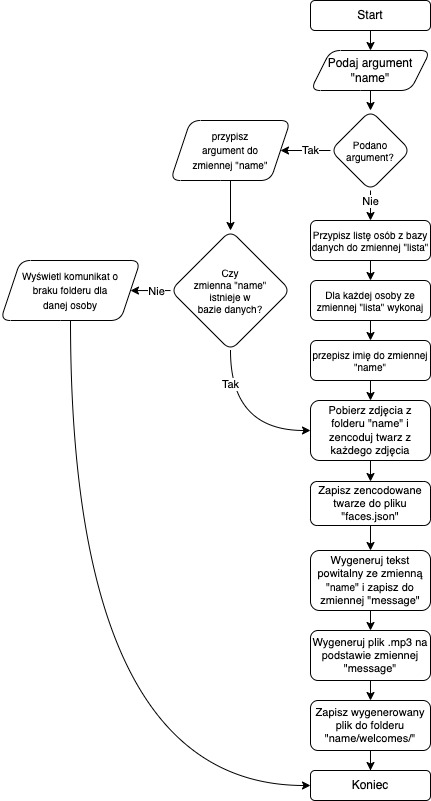 Start
Podaj argument
"name"
Podano
argument?
Tak
przypisz
argument do
zmiennej "name"
Nie
Przypisz listę osób z bazy
danych do zmiennej "lista"
Czy
zmienna "name"
istnieje w
bazie danych?
Nie
Wyświetl komunikat o
braku folderu dla
danej osoby
Tak
Dla każdej osoby ze
zmiennej "lista" wykonaj
przepisz imię do zmiennej
"name"
Pobierz zdjęcia z
folderu "name" i
zencoduj twarz z
każdego zdjęcia
Zapisz zencodowane
twarze do pliku
"faces.json"
Wygeneruj tekst
powitalny ze zmienną
"name" i zapisz do
zmiennej "message"
Wygeneruj plik .mp3 na
podstawie zmiennej
"message"
Zapisz wygenerowany
plik do folderu
"name/welcomes/"
Koniec